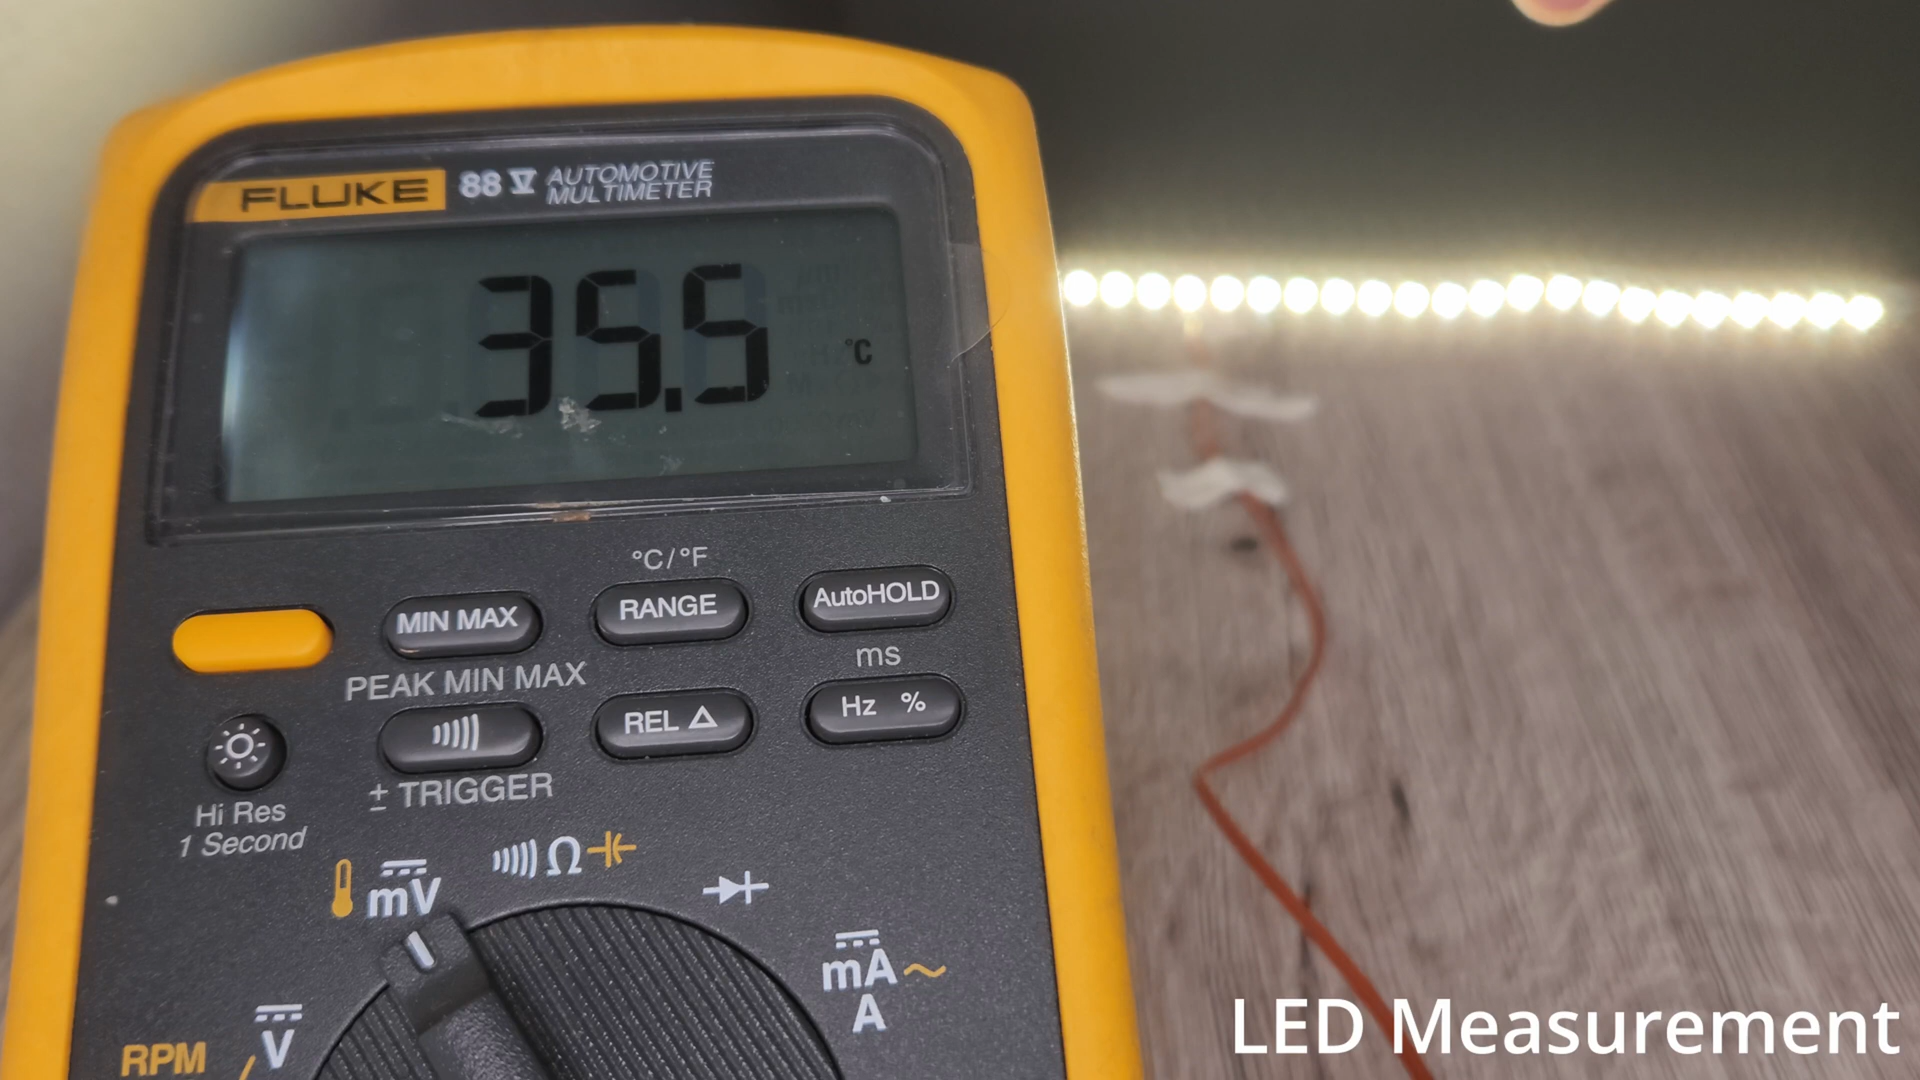 FLUKE 88 V AUTOMOTIVE
MULTIMETER
35.5 °C
°C/°F
MIN MAX RANGE AutoHOLD
PEAK MIN MAX ms
REL Δ Hz %
Hi Res
1 Second
± TRIGGER
mV Ω
mA
A
V
RPM
LED Measurement